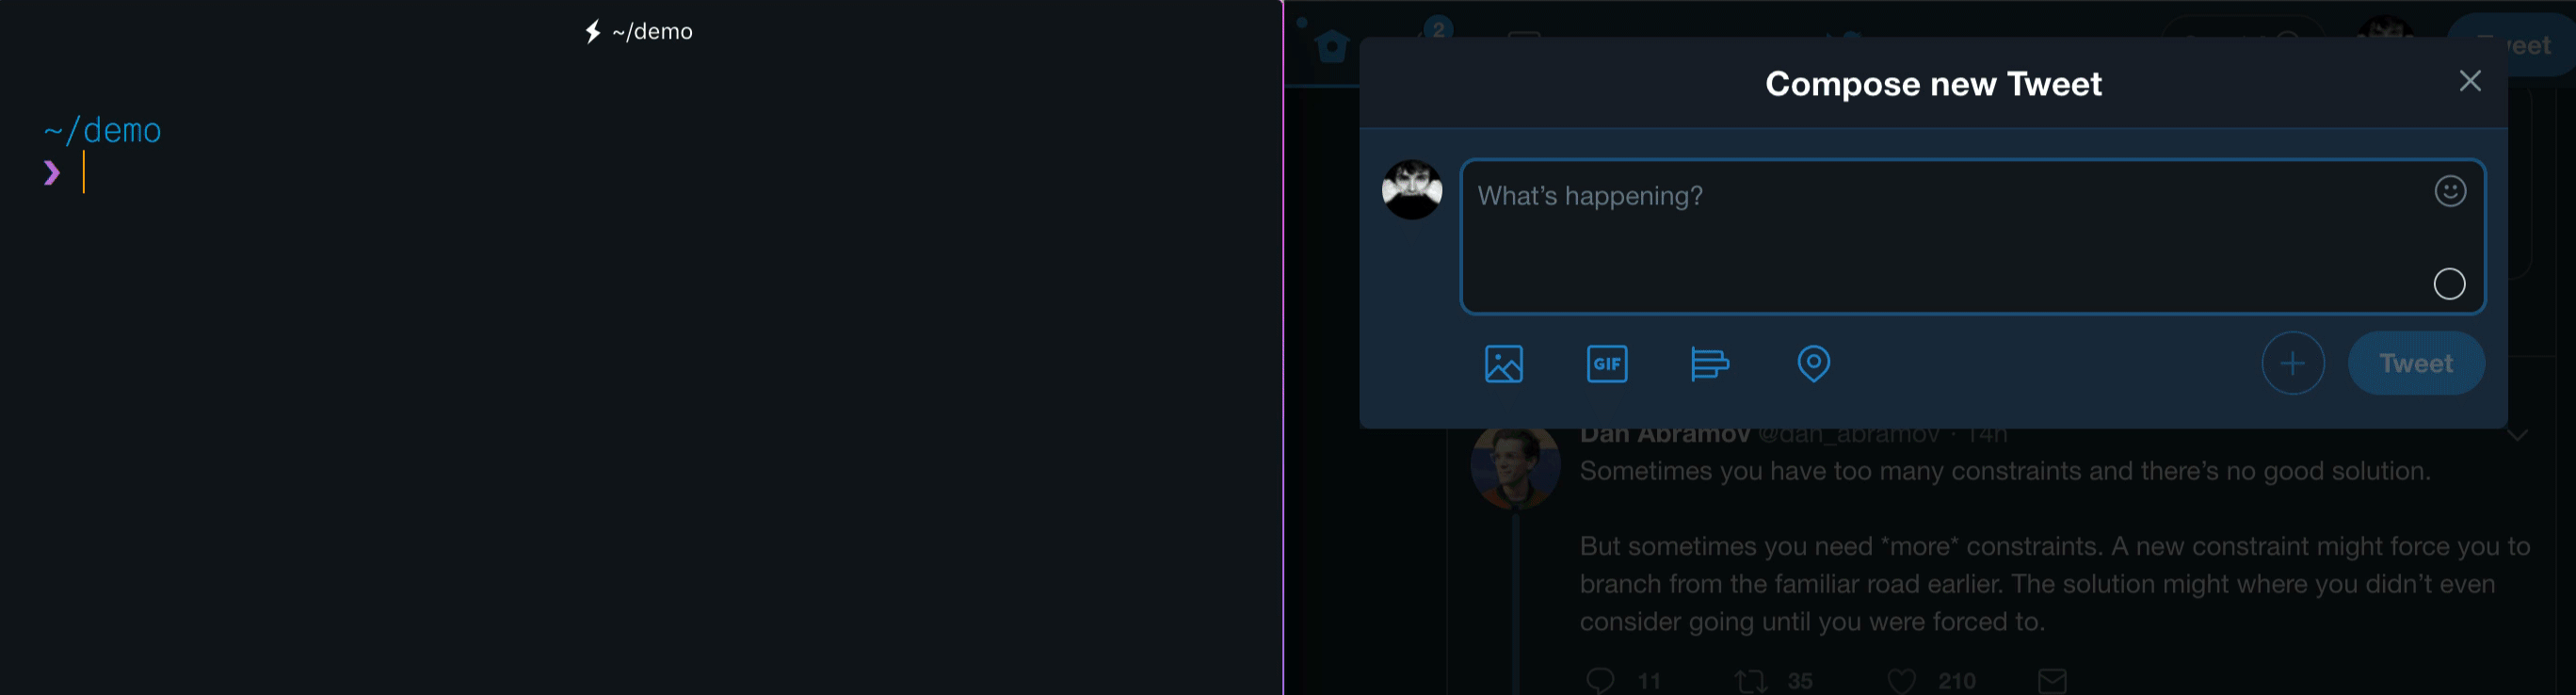 ~/demo
~/demo
❯
2
Tweet
Compose new Tweet
What’s happening?
GIF
Tweet
Dan Abramov @dan_abramov · 14h
Sometimes you have too many constraints and there’s no good solution.
But sometimes you need *more* constraints. A new constraint might force you to
branch from the familiar road earlier. The solution might where you didn’t even
consider going until you were forced to.
11 35 210